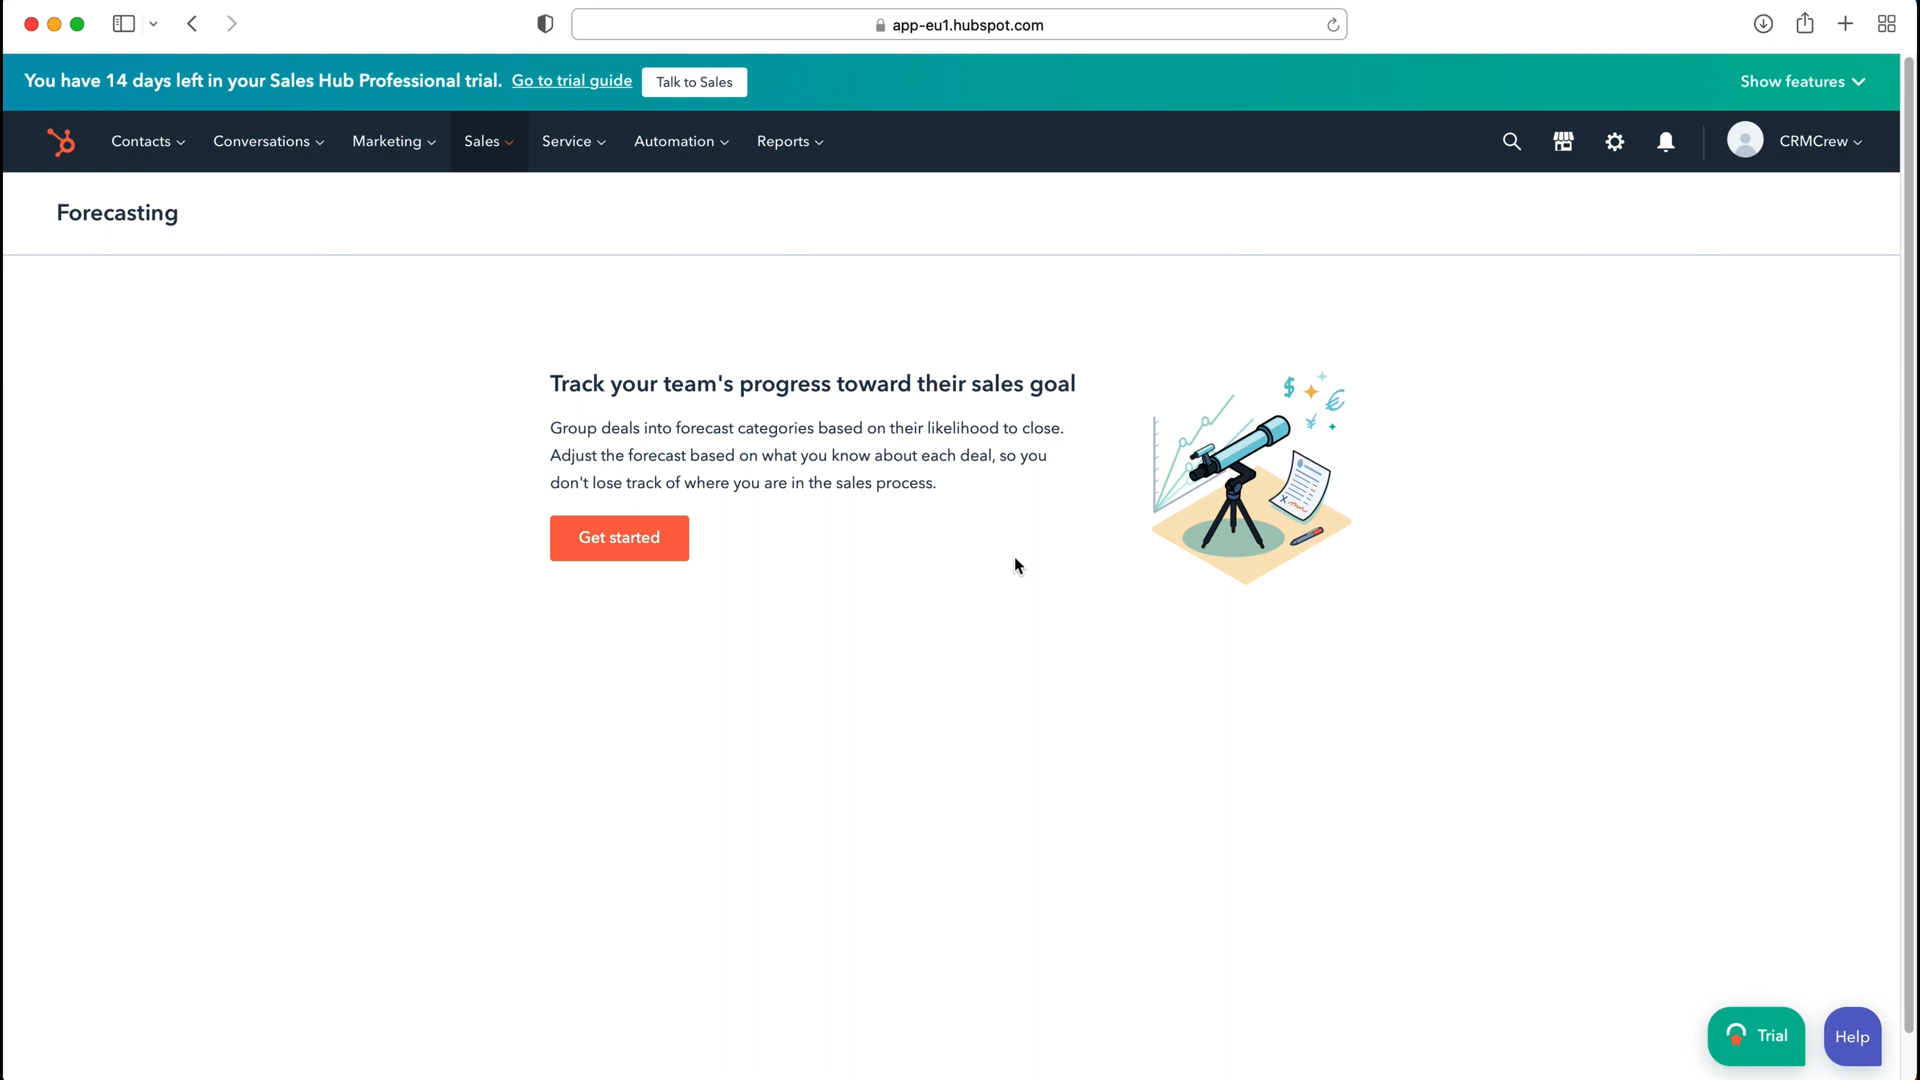 app-eu1.hubspot.com
You have 14 days left in your Sales Hub Professional trial. Go to trial guide Talk to Sales Show features
Contacts Conversations Marketing Sales Service Automation Reports CRMCrew
Forecasting
Track your team's progress toward their sales goal
Group deals into forecast categories based on their likelihood to close.
Adjust the forecast based on what you know about each deal, so you
don't lose track of where you are in the sales process.
Get started
$ €
¥
X
Trial Help